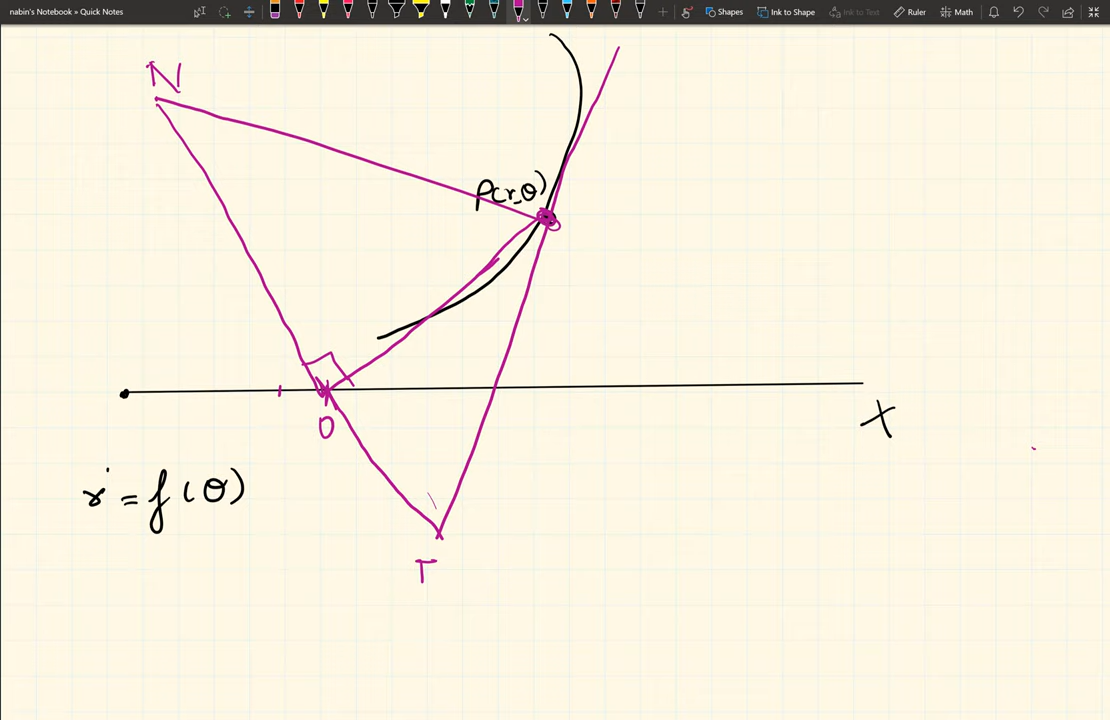 nabin's Notebook » Quick Notes
Shapes
Ink to Shape
Ink to Text
Ruler
Math
N
P(r,θ)
O
X
r = f(θ)
T